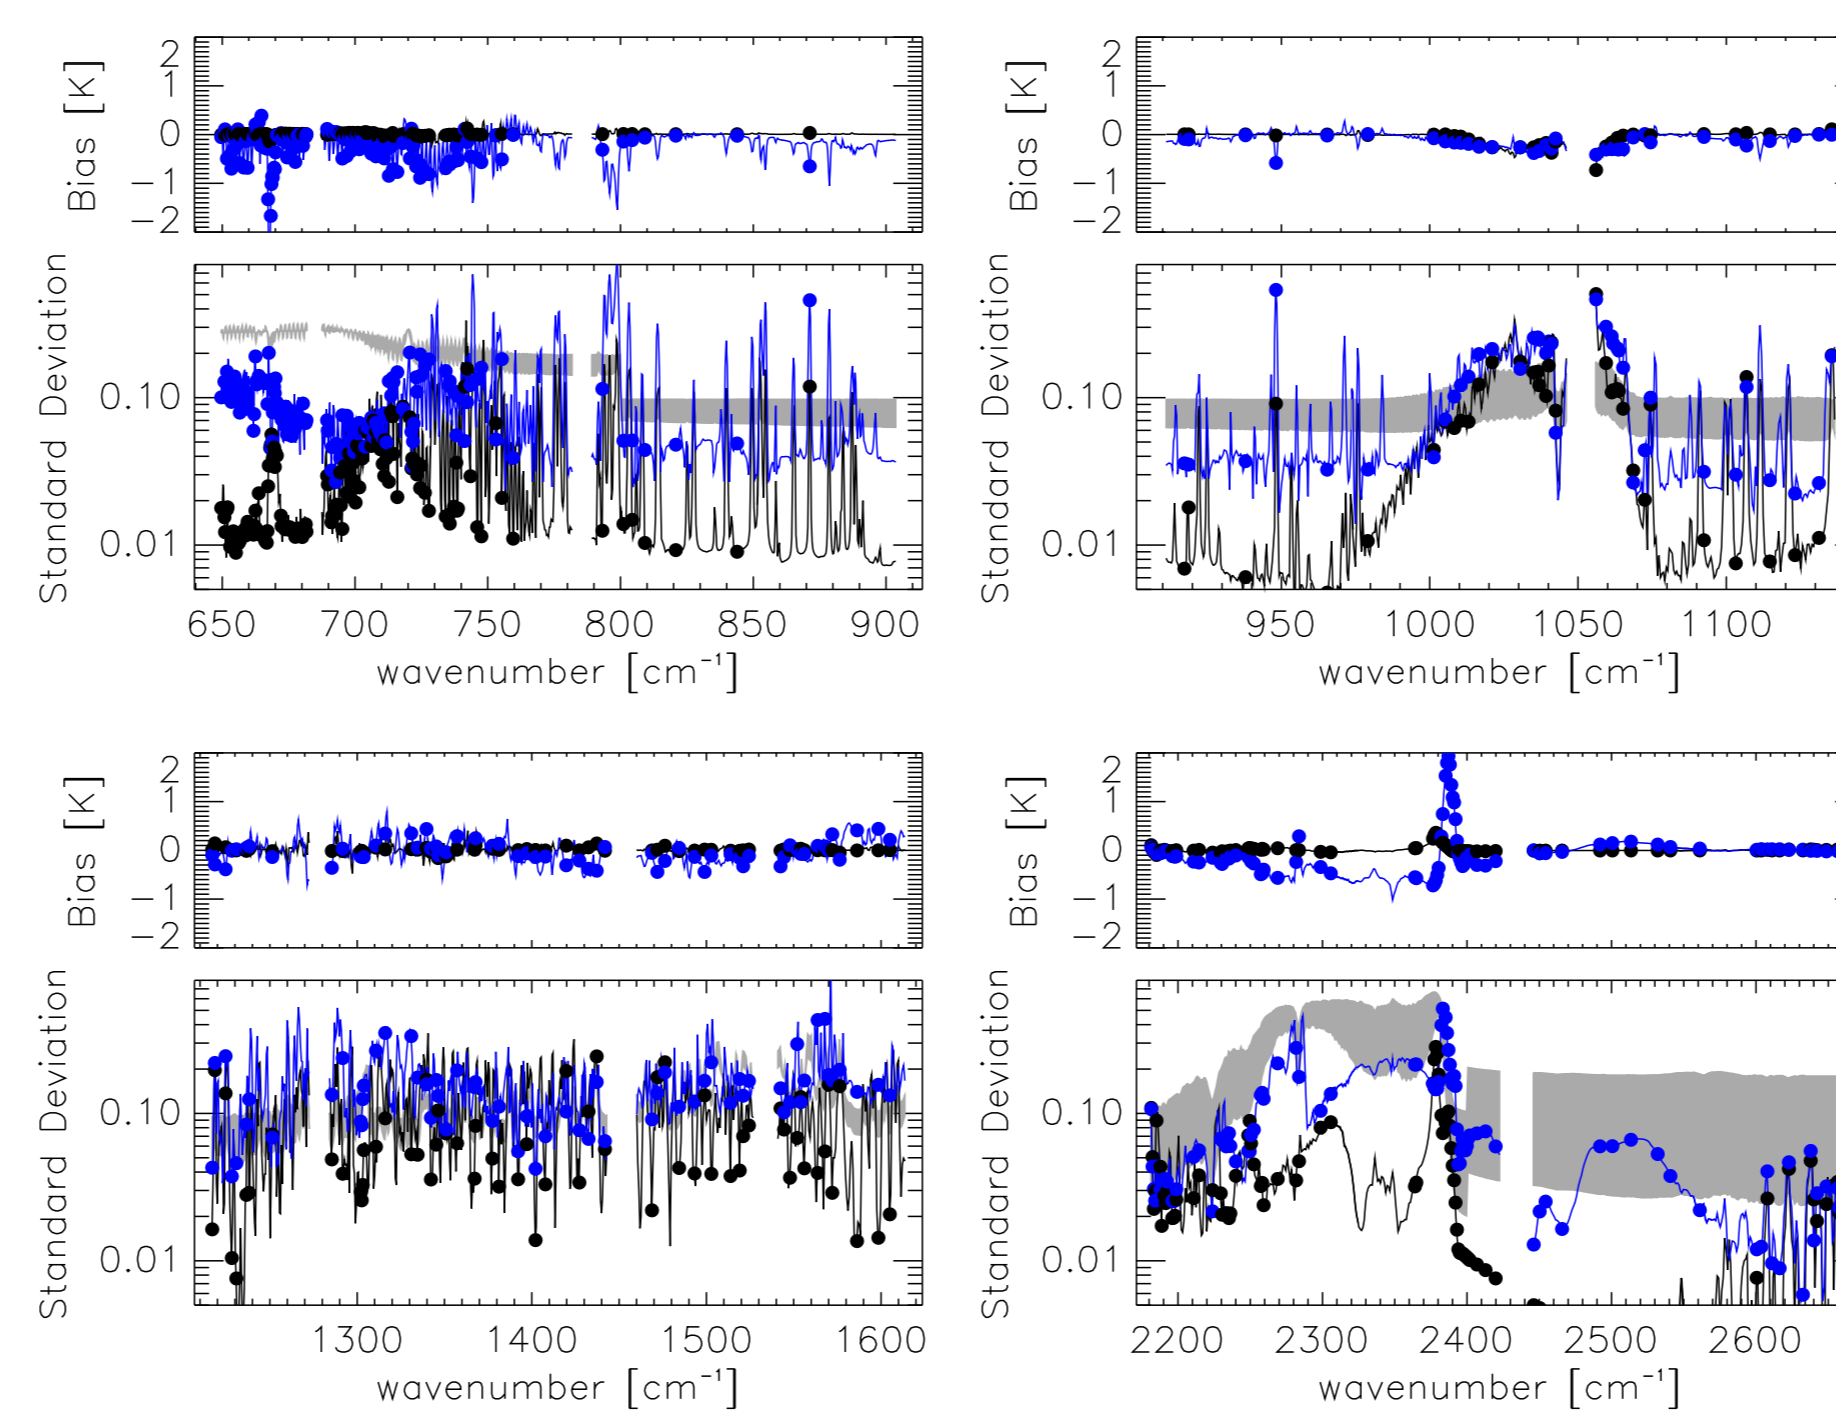 2
1
0
−1
−2
Bias [K]
0.10
0.01
Standard Deviation
650 700 750 800 850 900
wavenumber [cm⁻¹]
2
1
0
−1
−2
Bias [K]
0.10
0.01
Standard Deviation
950 1000 1050 1100
wavenumber [cm⁻¹]
2
1
0
−1
−2
Bias [K]
0.10
0.01
Standard Deviation
1300 1400 1500 1600
wavenumber [cm⁻¹]
2
1
0
−1
−2
Bias [K]
0.10
0.01
Standard Deviation
2200 2300 2400 2500 2600
wavenumber [cm⁻¹]